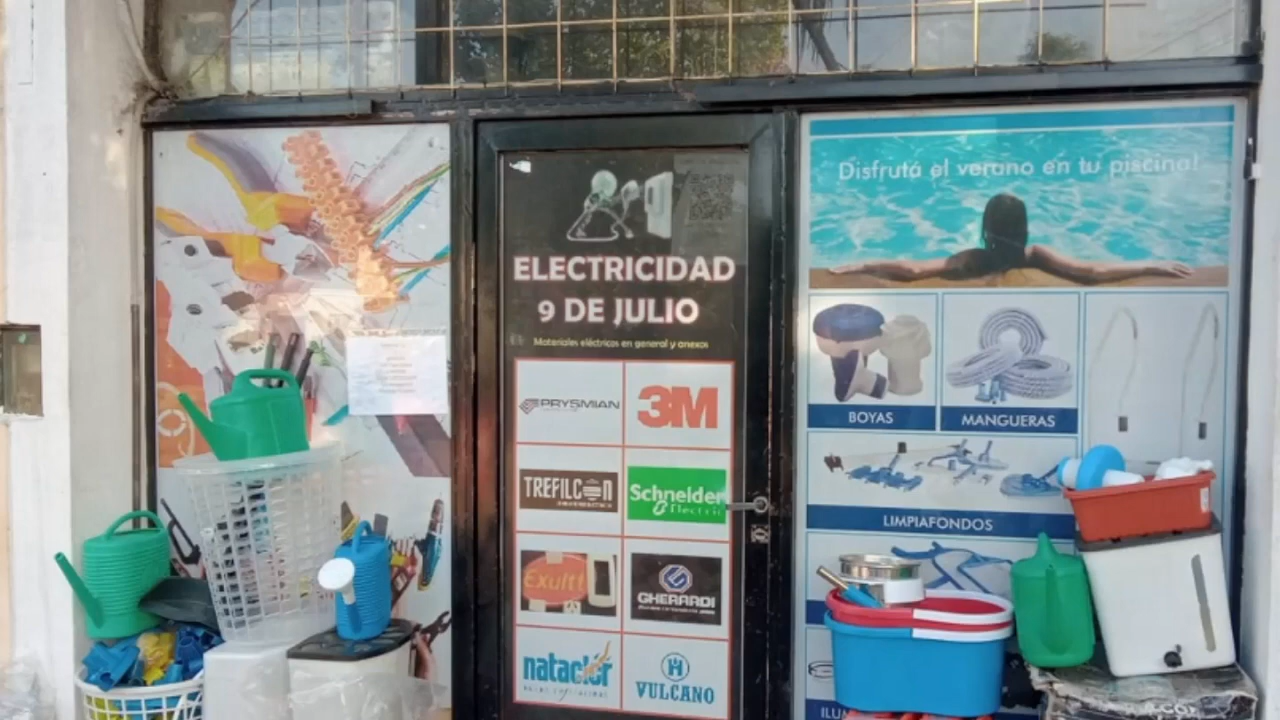 Disfrutá el verano en tu piscina!
ELECTRICIDAD
9 DE JULIO
Materiales eléctricos en general y anexos
PRYSMIAN
3M
TREFILCON
Schneider
Electric
Exultt
GHERARDI
nataclor
VULCANO
BOYAS
MANGUERAS
LIMPIAFONDOS